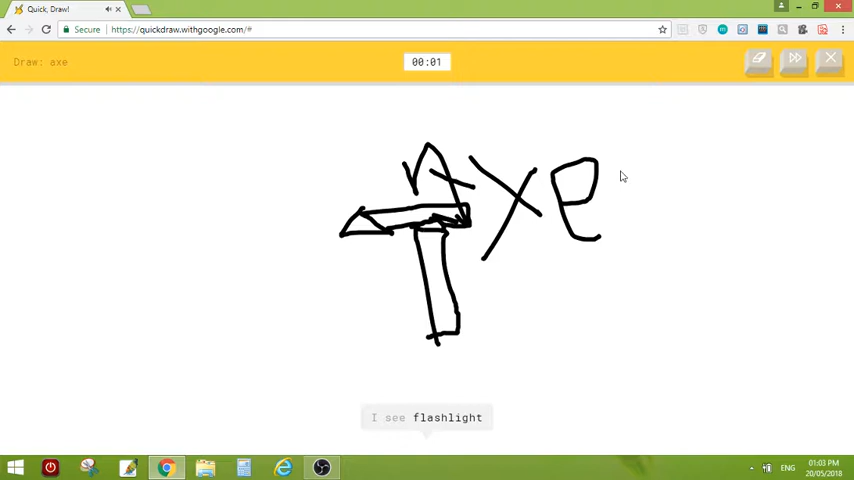 Quick, Draw!
Secure
https://quickdraw.withgoogle.com/#
Draw: axe
00:01
Axe
I see flashlight
ENG
01:03 PM
20/05/2018